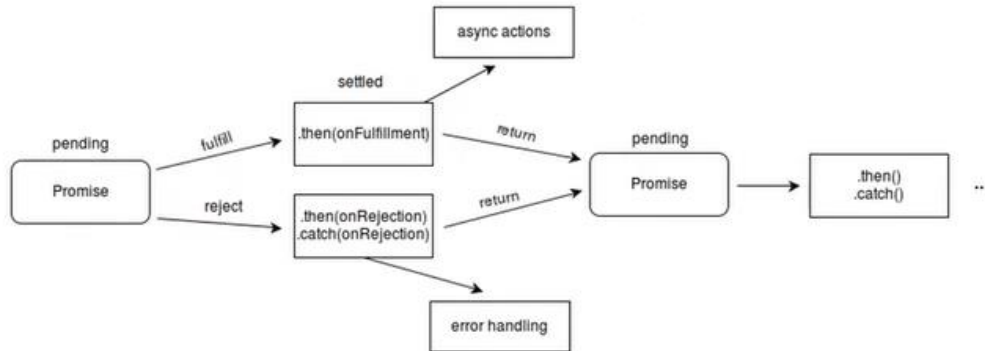 async actions
settled
.then(onFulfillment)
fulfill
return
pending
pending
Promise
Promise
.then()
.catch()
..
reject
.then(onRejection)
.catch(onRejection)
return
error handling